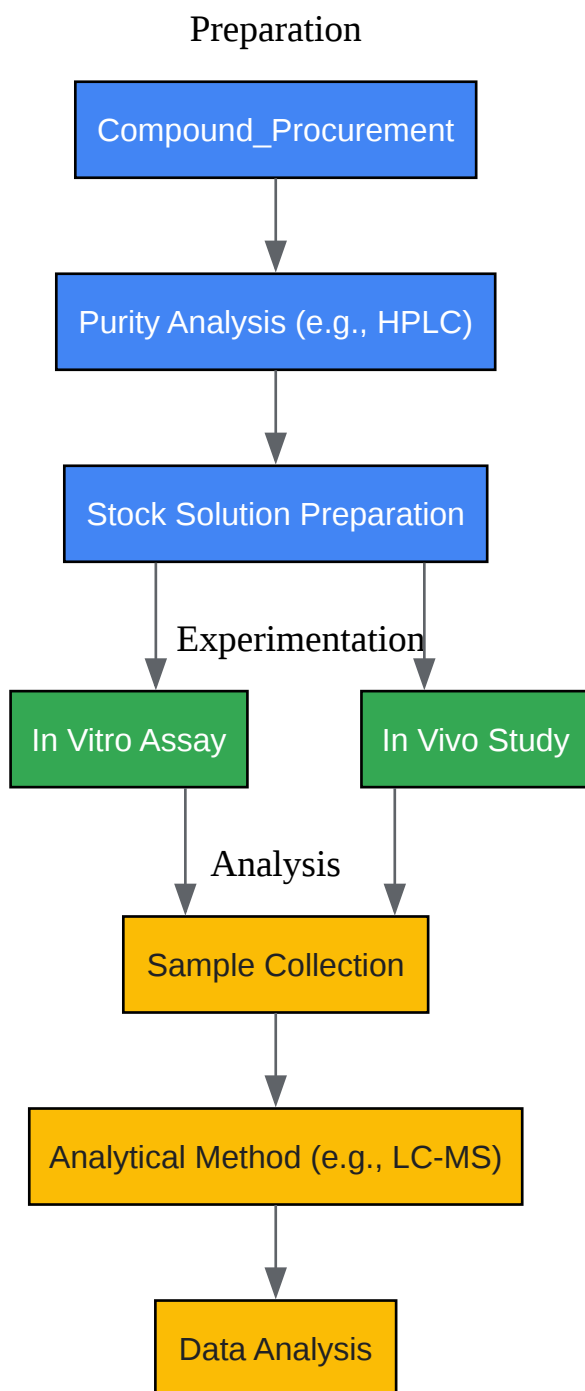 Preparation
Compound_Procurement
Purity Analysis (e.g., HPLC)
Stock Solution Preparation
Experimentation
In Vitro Assay
In Vivo Study
Analysis
Sample Collection
Analytical Method (e.g., LC-MS)
Data Analysis